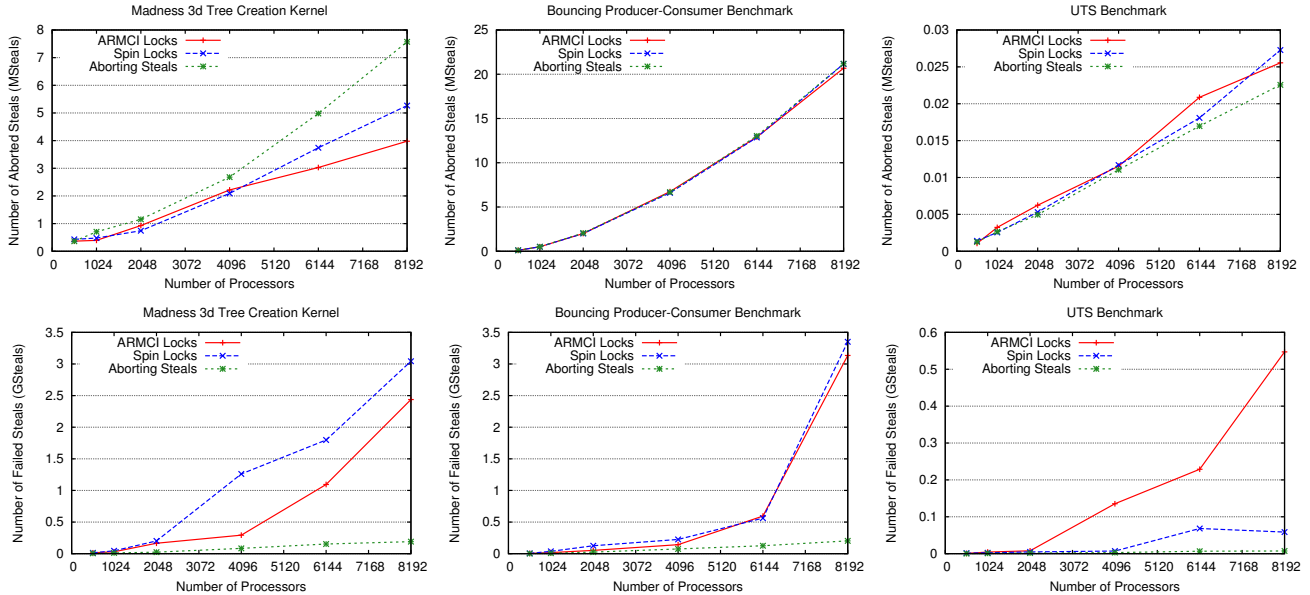 Madness 3d Tree Creation Kernel
Number of Aborted Steals (MSteals)
8
7
6
5
4
3
2
1
0
ARMCI Locks
Spin Locks
Aborting Steals
0 1024 2048 3072 4096 5120 6144 7168 8192
Number of Processors
Bouncing Producer-Consumer Benchmark
Number of Aborted Steals (MSteals)
25
20
15
10
5
0
ARMCI Locks
Spin Locks
Aborting Steals
0 1024 2048 3072 4096 5120 6144 7168 8192
Number of Processors
UTS Benchmark
Number of Aborted Steals (MSteals)
0.03
0.025
0.02
0.015
0.01
0.005
0
ARMCI Locks
Spin Locks
Aborting Steals
0 1024 2048 3072 4096 5120 6144 7168 8192
Number of Processors
Madness 3d Tree Creation Kernel
Number of Failed Steals (GSteals)
3.5
3
2.5
2
1.5
1
0.5
0
ARMCI Locks
Spin Locks
Aborting Steals
0 1024 2048 3072 4096 5120 6144 7168 8192
Number of Processors
Bouncing Producer-Consumer Benchmark
Number of Failed Steals (GSteals)
3.5
3
2.5
2
1.5
1
0.5
0
ARMCI Locks
Spin Locks
Aborting Steals
0 1024 2048 3072 4096 5120 6144 7168 8192
Number of Processors
UTS Benchmark
Number of Failed Steals (GSteals)
0.6
0.5
0.4
0.3
0.2
0.1
0
ARMCI Locks
Spin Locks
Aborting Steals
0 1024 2048 3072 4096 5120 6144 7168 8192
Number of Processors